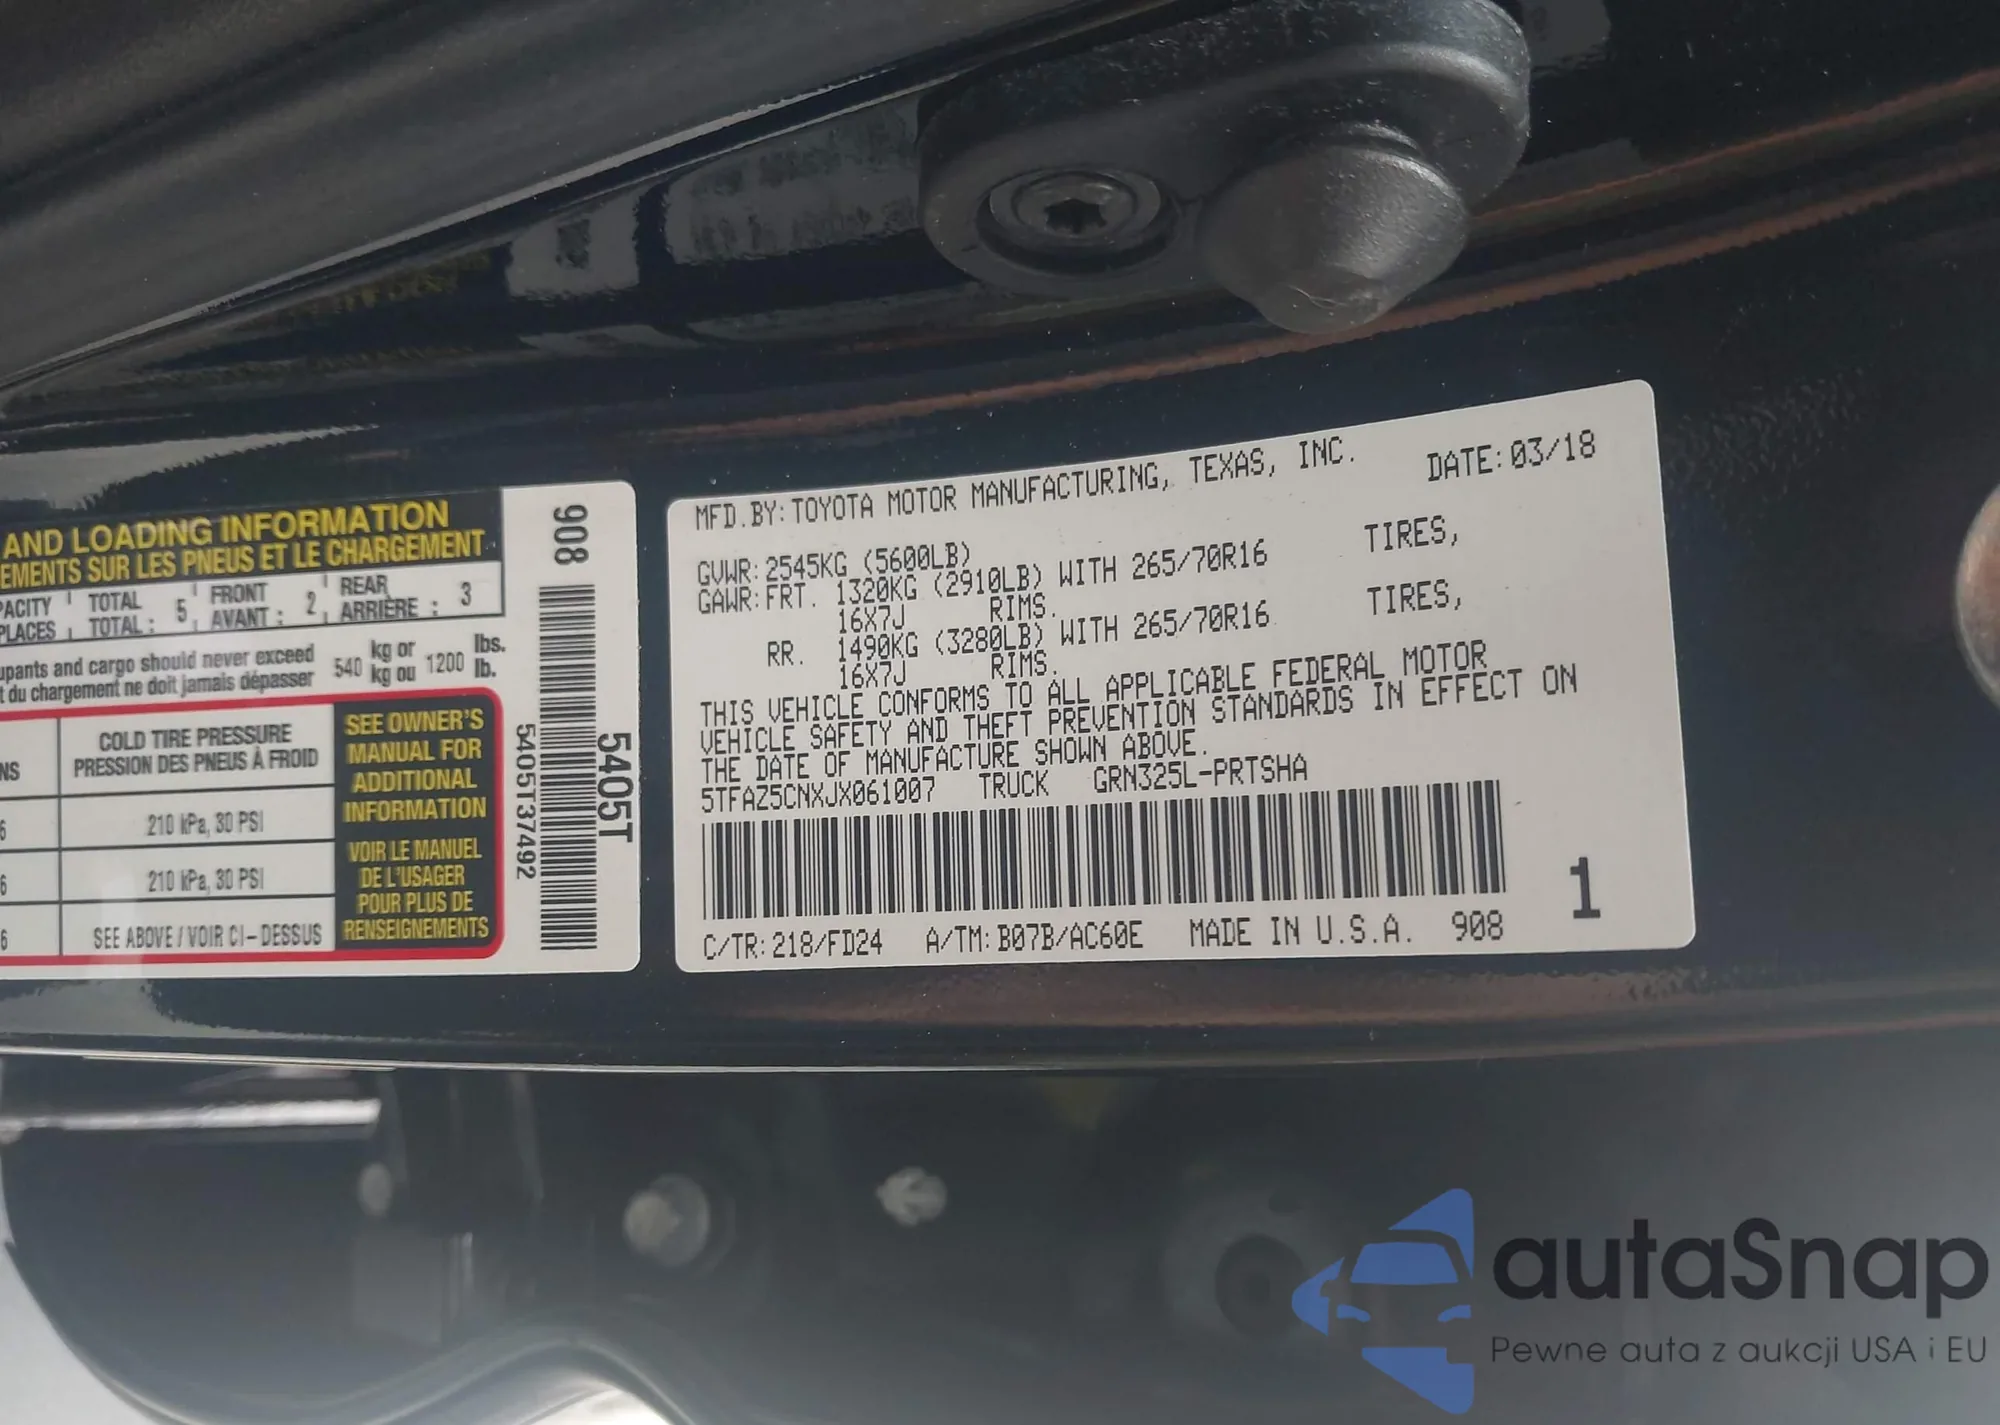 AND LOADING INFORMATION
EMENTS SUR LES PNEUS ET LE CHARGEMENT
PACITY TOTAL 5 FRONT 2 REAR 3
PLACES TOTAL : AVANT : ARRIÈRE :
upants and cargo should never exceed 540 kg or 1200 lbs.
t du chargement ne doit jamais dépasser kg ou lb.
NS
COLD TIRE PRESSURE
PRESSION DES PNEUS À FROID
6 210 kPa, 30 PSI
6 210 kPa, 30 PSI
6 SEE ABOVE / VOIR CI-DESSUS
SEE OWNER'S
MANUAL FOR
ADDITIONAL
INFORMATION
VOIR LE MANUEL
DE L'USAGER
POUR PLUS DE
RENSEIGNEMENTS
908
5405T
5405T37492
MFD.BY:TOYOTA MOTOR MANUFACTURING, TEXAS, INC. DATE:03/18
GVWR:2545KG (5600LB)
GAWR:FRT. 1320KG (2910LB) WITH 265/70R16 TIRES,
16X7J RIMS.
RR. 1490KG (3280LB) WITH 265/70R16 TIRES,
16X7J RIMS.
THIS VEHICLE CONFORMS TO ALL APPLICABLE FEDERAL MOTOR
VEHICLE SAFETY AND THEFT PREVENTION STANDARDS IN EFFECT ON
THE DATE OF MANUFACTURE SHOWN ABOVE.
5TFAZ5CNXJX061007 TRUCK GRN325L-PRTSHA
C/TR:218/FD24 A/TM:B07B/AC60E MADE IN U.S.A. 908
1
autaSnap
Pewne auta z aukcji USA i EU